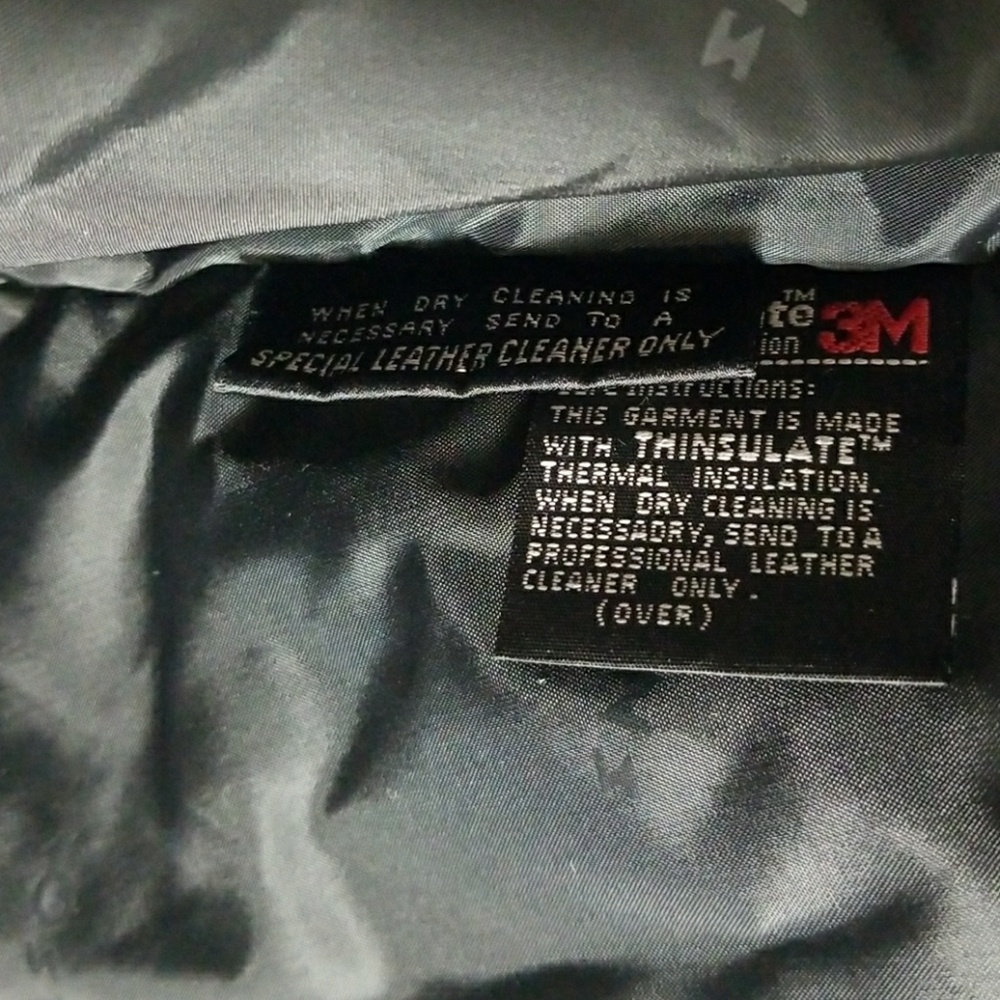 WHEN DRY CLEANING IS
NECESSARY SEND TO A
SPECIAL LEATHER CLEANER ONLY
te™ 3M
ion
Instructions:
THIS GARMENT IS MADE
WITH THINSULATE™
THERMAL INSULATION.
WHEN DRY CLEANING IS
NECESSADRY, SEND TO A
PROFESSIONAL LEATHER
CLEANER ONLY.
(OVER)